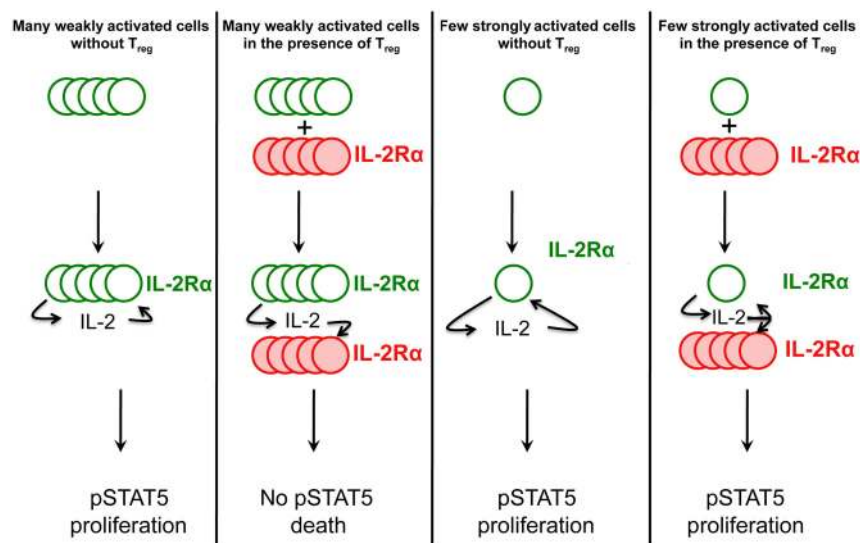 Many weakly activated cells
without Treg
Many weakly activated cells
in the presence of Treg
Few strongly activated cells
without Treg
Few strongly activated cells
in the presence of Treg
+
IL-2Rα
+
IL-2Rα
IL-2Rα
IL-2
IL-2Rα
IL-2
IL-2Rα
IL-2Rα
IL-2
IL-2Rα
IL-2
IL-2Rα
pSTAT5
proliferation
No pSTAT5
death
pSTAT5
proliferation
pSTAT5
proliferation